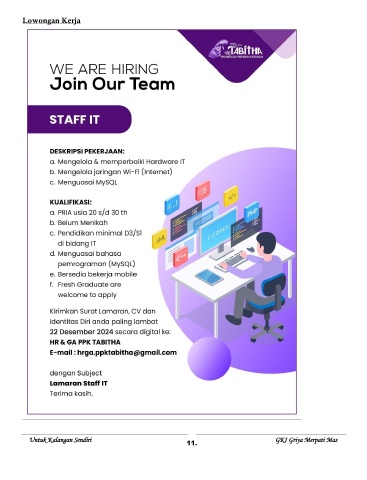 Lowongan Kerja
TABITHA
WE ARE HIRING
Join Our Team
STAFF IT
DESKRIPSI PEKERJAAN:
a. Mengelola & memperbaiki Hardware IT
b. Mengelola jaringan Wi-Fi (Internet)
c. Menguasai MySQL
KUALIFIKASI:
a. PRIA usia 20 s/d 30 th
b. Belum Menikah
c. Pendidikan minimal D3/S1
di bidang IT
d. Menguasai bahasa
pemrograman (MySQL)
e. Bersedia bekerja mobile
f. Fresh Graduate are
welcome to apply
PHP
XML
C++
Kirimkan Surat Lamaran, CV dan
Identitas Diri anda paling lambat
22 Desember 2024 secara digital ke:
HR & GA PPK TABITHA
E-mail : hrga.ppktabitha@gmail.com
dengan Subject
Lamaran Staff IT
Terima kasih.
Untuk Kalangan Sendiri
11.
GKI Griya Merpati Mas